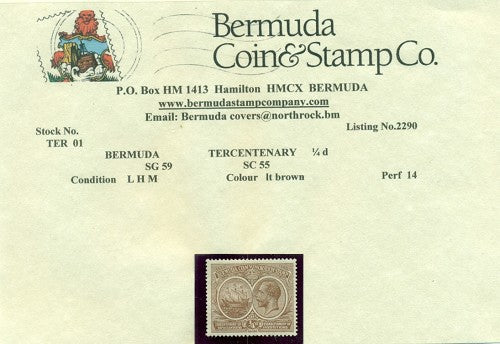 Bermuda
Coin & Stamp Co.
P.O. Box HM 1413 Hamilton HMCX BERMUDA
www.bermudastampcompany.com
Email: Bermuda covers@northrock.bm
Stock No. Listing No.2290
TER 01
BERMUDA TERCENTENARY ¼ d
SG 59 SC 55
Condition L H M Colour lt brown Perf 14